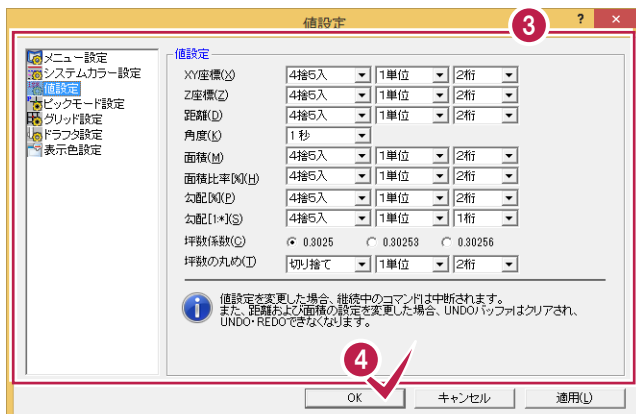 値設定
3
?
×
メニュー設定
システムカラー設定
値設定
ピックモード設定
グリッド設定
ドラフタ設定
表示色設定
値設定
XY座標(X) 4捨5入 1単位 2桁
Z座標(Z) 4捨5入 1単位 2桁
距離(D) 4捨5入 1単位 2桁
角度(K) 1 秒
面積(M) 4捨5入 1単位 2桁
面積比率[%](H) 4捨5入 1単位 2桁
勾配[%](P) 4捨5入 1単位 2桁
勾配[1:*](S) 4捨5入 1単位 1桁
坪数係数(C) 0.3025 0.30253 0.30256
坪数の丸め(T) 切り捨て 1単位 2桁
値設定を変更した場合、継続中のコマンドは中断されます。
また、距離および面積の設定を変更した場合、UNDOバッファはクリアされ、
UNDO・REDOできなくなります。
4
OK キャンセル 適用(L)